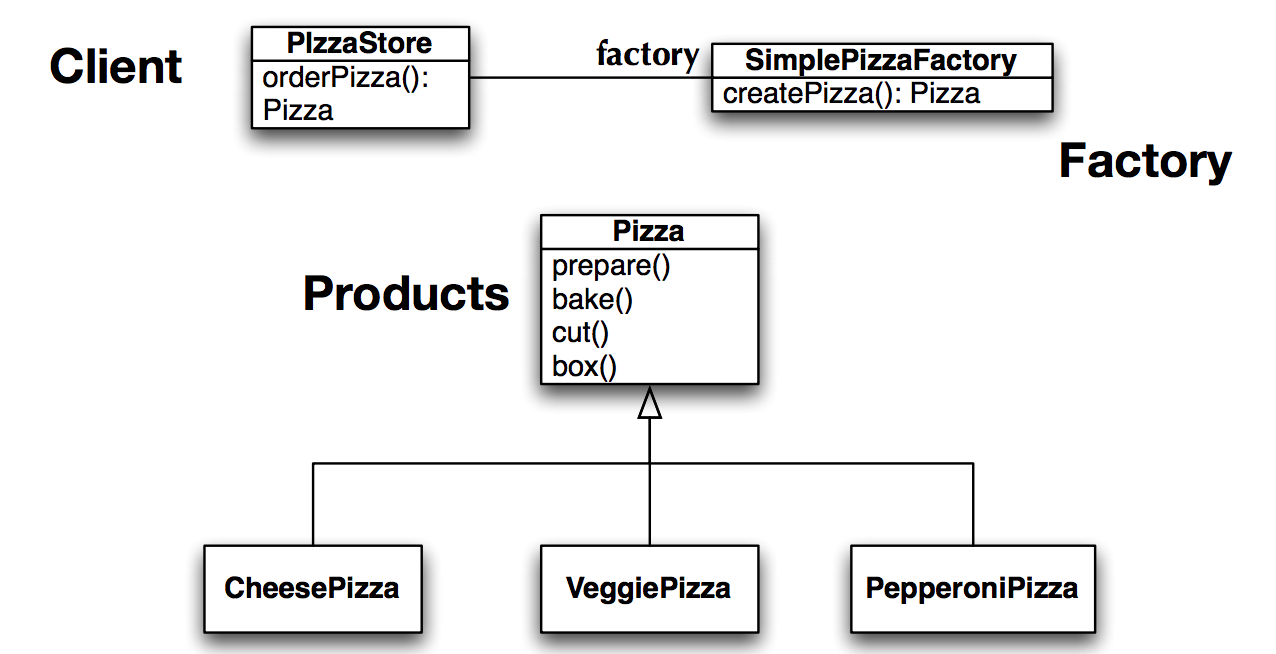 Client
PIzzaStore
orderPizza():
Pizza
factory
SimplePizzaFactory
createPizza(): Pizza
Factory
Products
Pizza
prepare()
bake()
cut()
box()
CheesePizza
VeggiePizza
PepperoniPizza